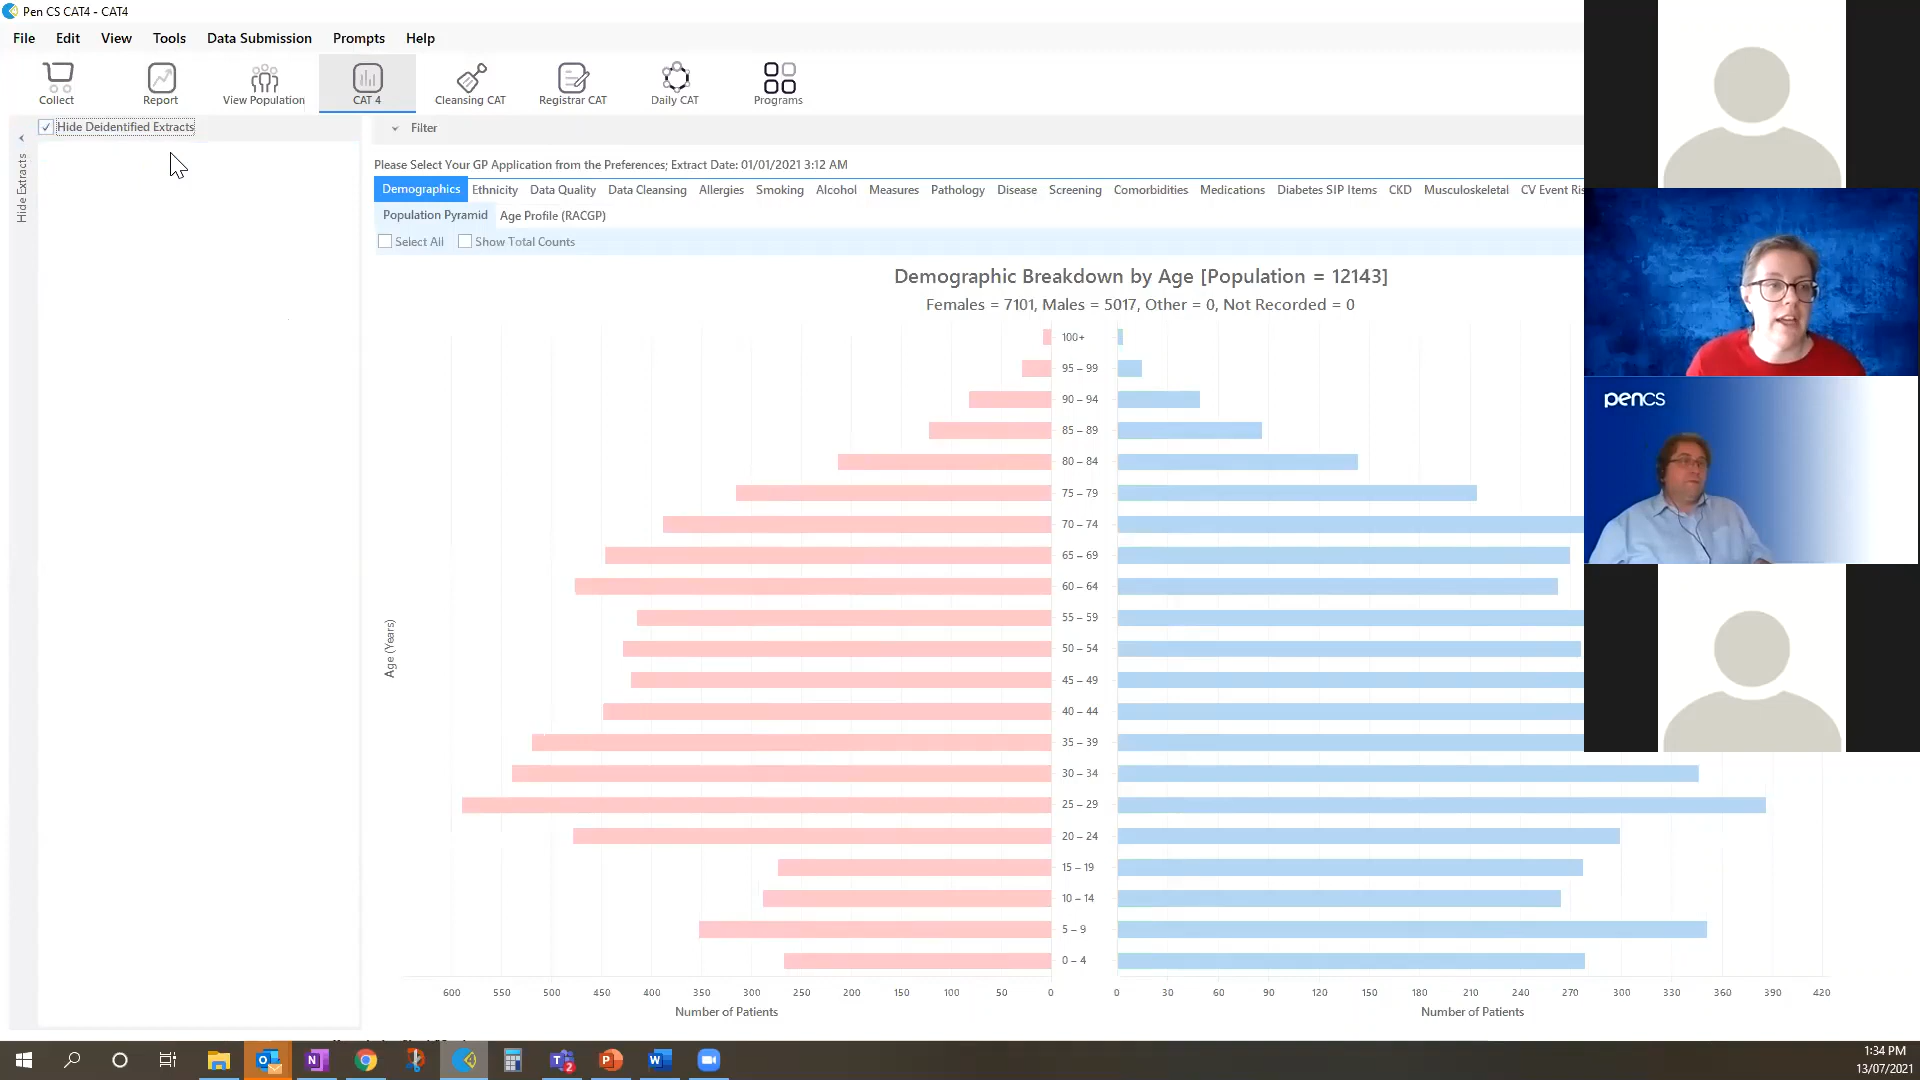 Pen CS CAT4 - CAT4
File Edit View Tools Data Submission Prompts Help
Collect Report View Population CAT 4 Cleansing CAT Registrar CAT Daily CAT Programs
Hide Deidentified Extracts
Filter
Hide Extracts
Please Select Your GP Application from the Preferences; Extract Date: 01/01/2021 3:12 AM
Demographics Ethnicity Data Quality Data Cleansing Allergies Smoking Alcohol Measures Pathology Disease Screening Comorbidities Medications Diabetes SIP Items CKD Musculoskeletal CV Event
Population Pyramid Age Profile (RACGP)
Select All Show Total Counts
Demographic Breakdown by Age [Population = 12143]
Females = 7101, Males = 5017, Other = 0, Not Recorded = 0
pencs
100+
95 – 99
90 – 94
85 – 89
80 – 84
75 – 79
70 – 74
65 – 69
60 – 64
55 – 59
50 – 54
45 – 49
40 – 44
35 – 39
30 – 34
25 – 29
20 – 24
15 – 19
10 – 14
5 – 9
0 – 4
Age (Years)
600 550 500 450 400 350 300 250 200 150 100 50 0
0 30 60 90 120 150 180 210 240 270 300 330 360 390 420
Number of Patients
Number of Patients
1:34 PM
13/07/2021